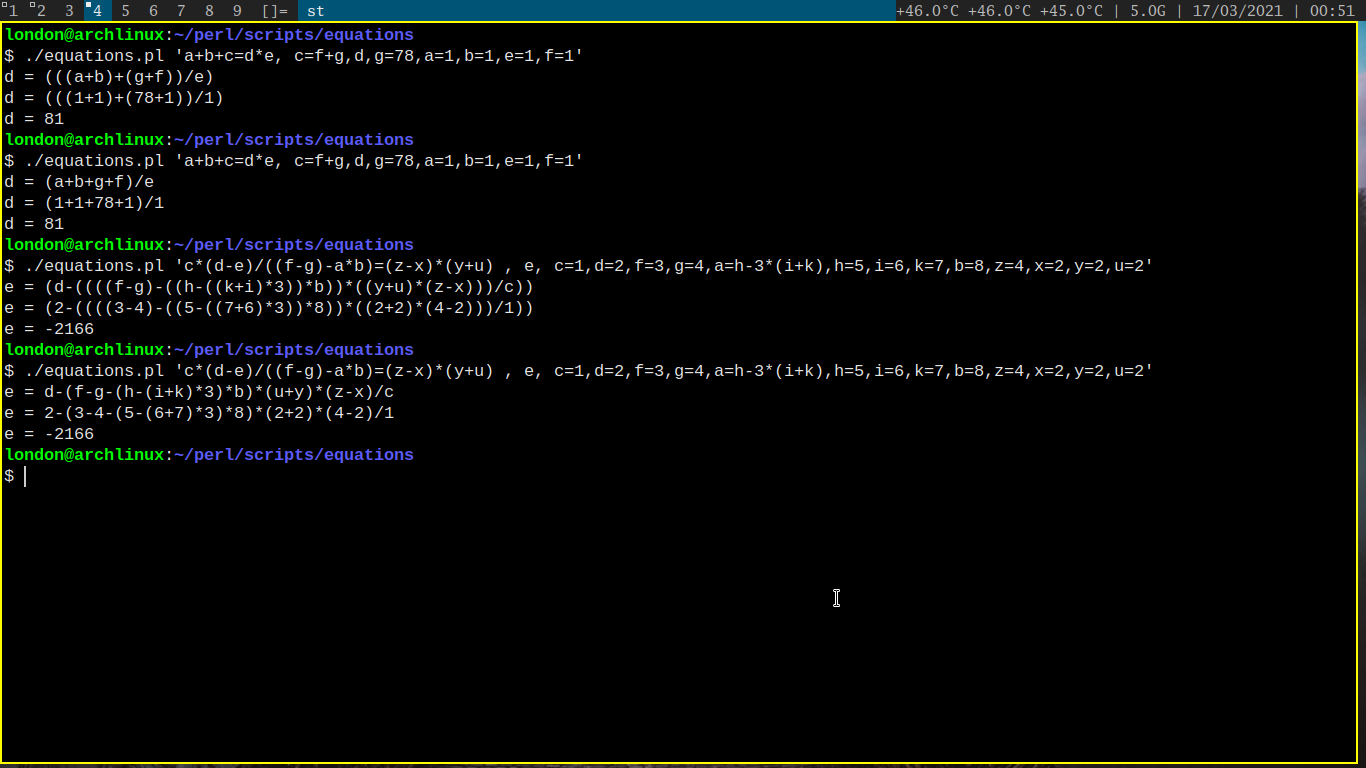 1 2 3 4 5 6 7 8 9 []= st +46.0°C +46.0°C +45.0°C | 5.0G | 17/03/2021 | 00:51
london@archlinux:~/perl/scripts/equations
$ ./equations.pl 'a+b+c=d*e, c=f+g,d,g=78,a=1,b=1,e=1,f=1'
d = (((a+b)+(g+f))/e)
d = (((1+1)+(78+1))/1)
d = 81
london@archlinux:~/perl/scripts/equations
$ ./equations.pl 'a+b+c=d*e, c=f+g,d,g=78,a=1,b=1,e=1,f=1'
d = (a+b+g+f)/e
d = (1+1+78+1)/1
d = 81
london@archlinux:~/perl/scripts/equations
$ ./equations.pl 'c*(d-e)/((f-g)-a*b)=(z-x)*(y+u) , e, c=1,d=2,f=3,g=4,a=h-3*(i+k),h=5,i=6,k=7,b=8,z=4,x=2,y=2,u=2'
e = (d-((((f-g)-((h-((k+i)*3))*b))*((y+u)*(z-x)))/c))
e = (2-((((3-4)-((5-((7+6)*3))*8))*((2+2)*(4-2)))/1))
e = -2166
london@archlinux:~/perl/scripts/equations
$ ./equations.pl 'c*(d-e)/((f-g)-a*b)=(z-x)*(y+u) , e, c=1,d=2,f=3,g=4,a=h-3*(i+k),h=5,i=6,k=7,b=8,z=4,x=2,y=2,u=2'
e = d-(f-g-(h-(i+k)*3)*b)*(u+y)*(z-x)/c
e = 2-(3-4-(5-(6+7)*3)*8)*(2+2)*(4-2)/1
e = -2166
london@archlinux:~/perl/scripts/equations
$